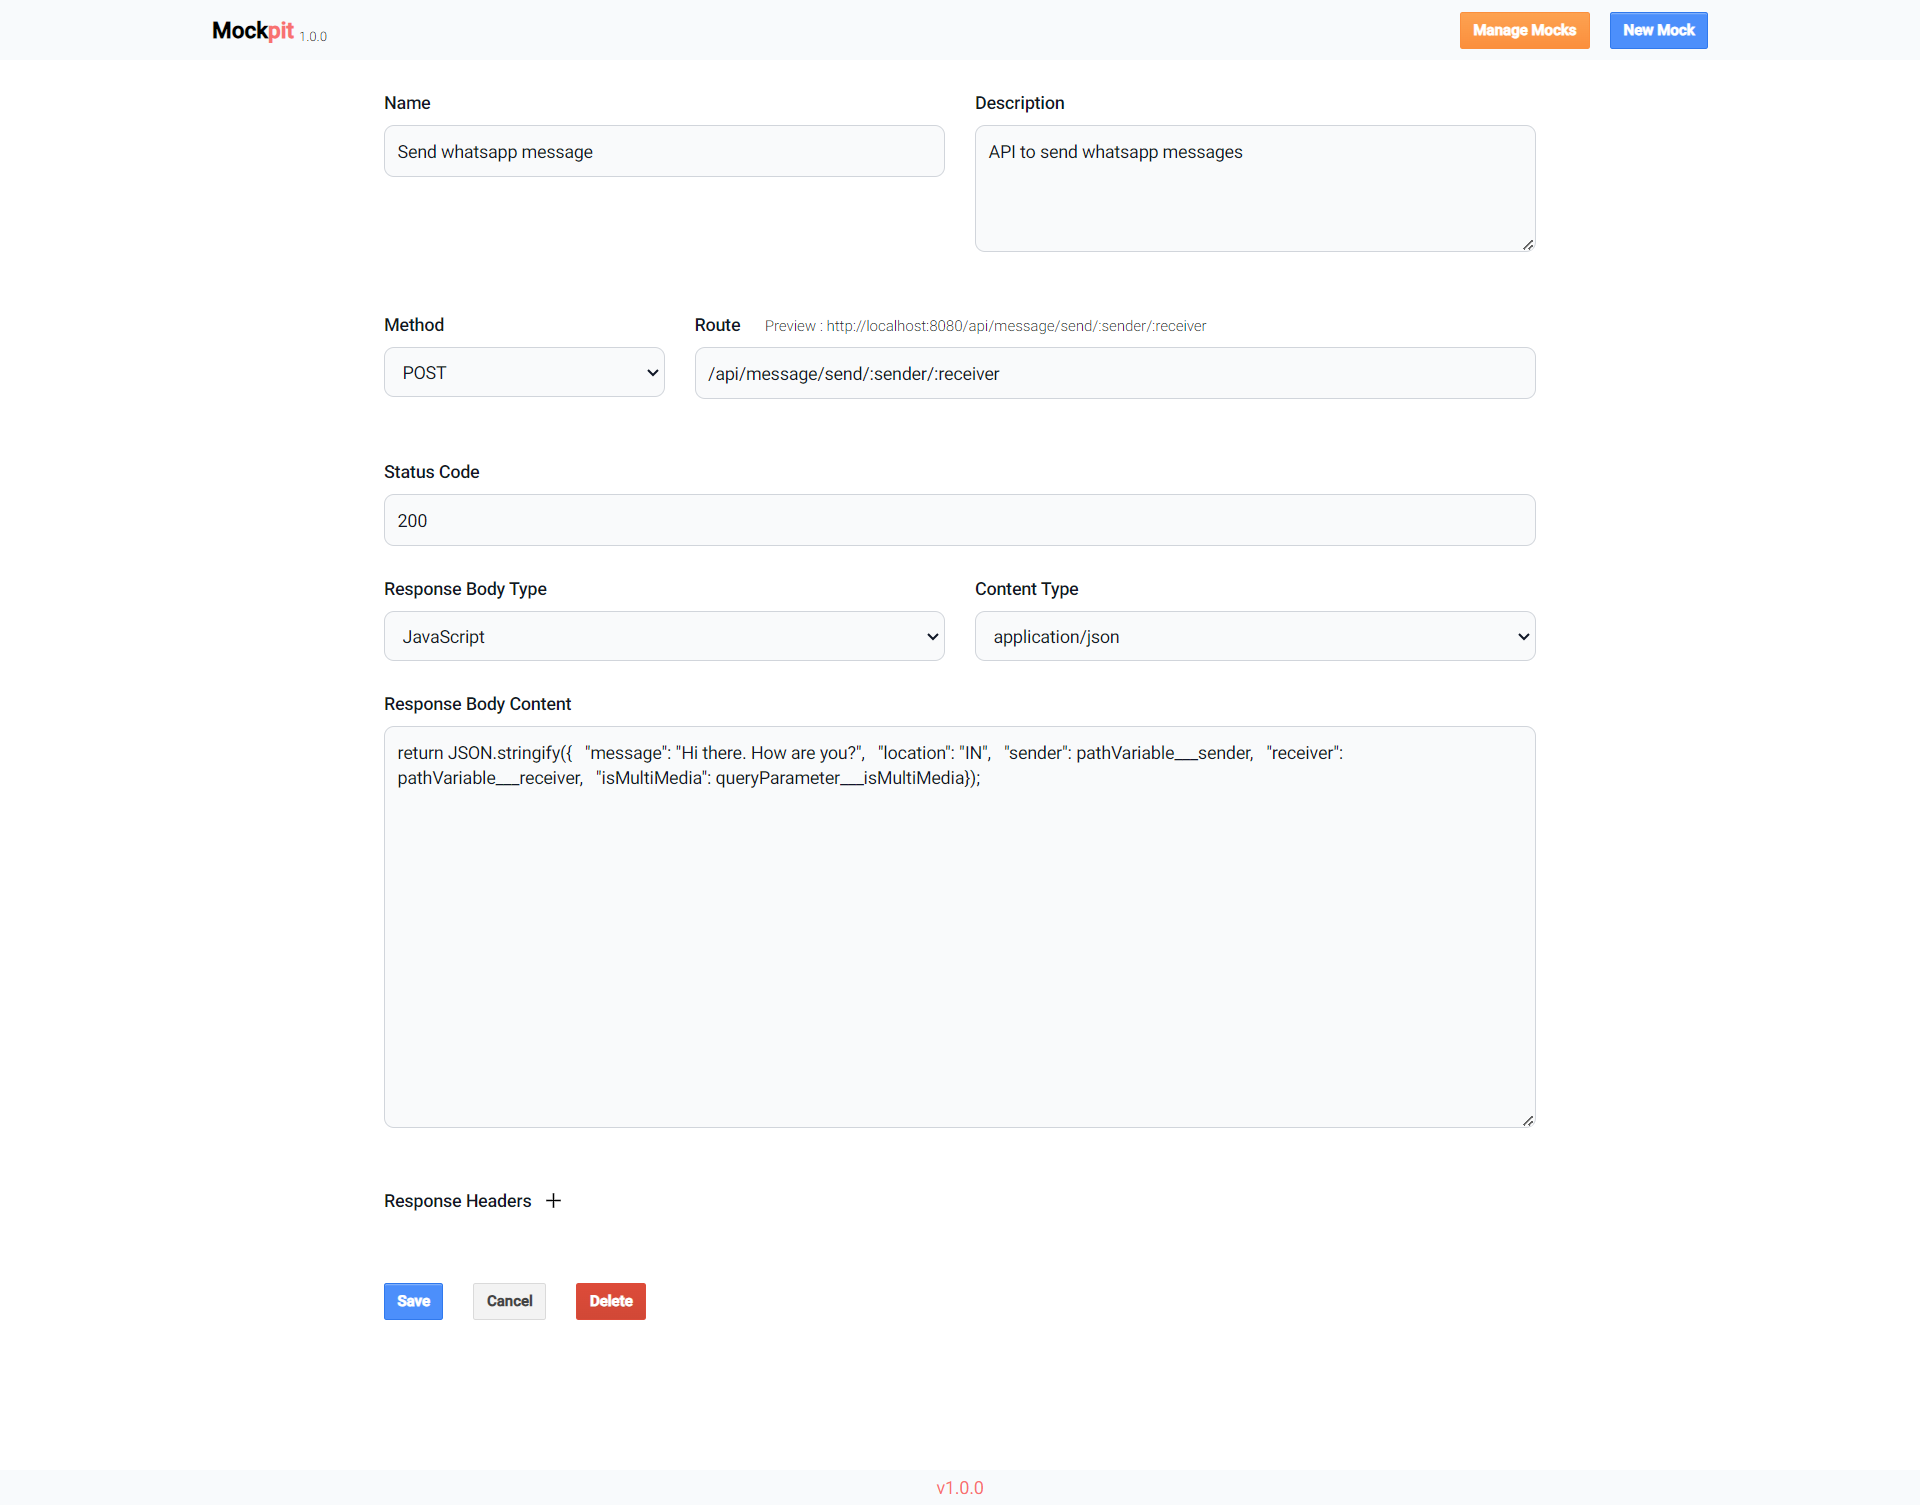 Mockpit 1.0.0
Manage Mocks
New Mock
Name
Description
Send whatsapp message
API to send whatsapp messages
Method
Route Preview : http://localhost:8080/api/message/send/:sender/:receiver
POST
/api/message/send/:sender/:receiver
Status Code
200
Response Body Type
Content Type
JavaScript
application/json
Response Body Content
return JSON.stringify({   "message": "Hi there. How are you?",   "location": "IN",   "sender": pathVariable___sender,   "receiver":
pathVariable___receiver,   "isMultiMedia": queryParameter___isMultiMedia});
Response Headers +
Save
Cancel
Delete
v1.0.0